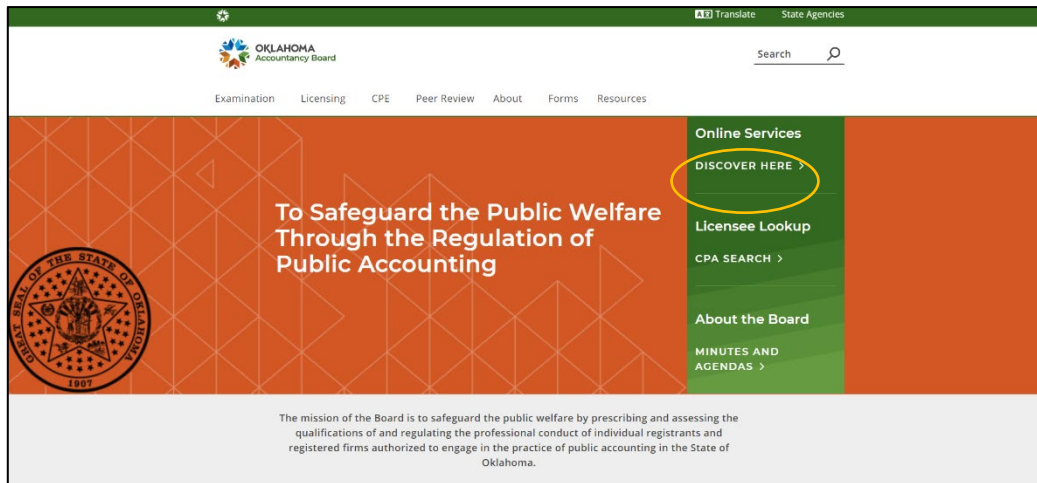 Translate State Agencies
OKLAHOMA
Accountancy Board
Search
Examination Licensing CPE Peer Review About Forms Resources
Online Services
DISCOVER HERE >
To Safeguard the Public Welfare
Through the Regulation of
Public Accounting
Licensee Lookup
CPA SEARCH >
About the Board
MINUTES AND
AGENDAS >
GREAT SEAL OF THE STATE OF OKLAHOMA
1907
The mission of the Board is to safeguard the public welfare by prescribing and assessing the
qualifications of and regulating the professional conduct of individual registrants and
registered firms authorized to engage in the practice of public accounting in the State of
Oklahoma.